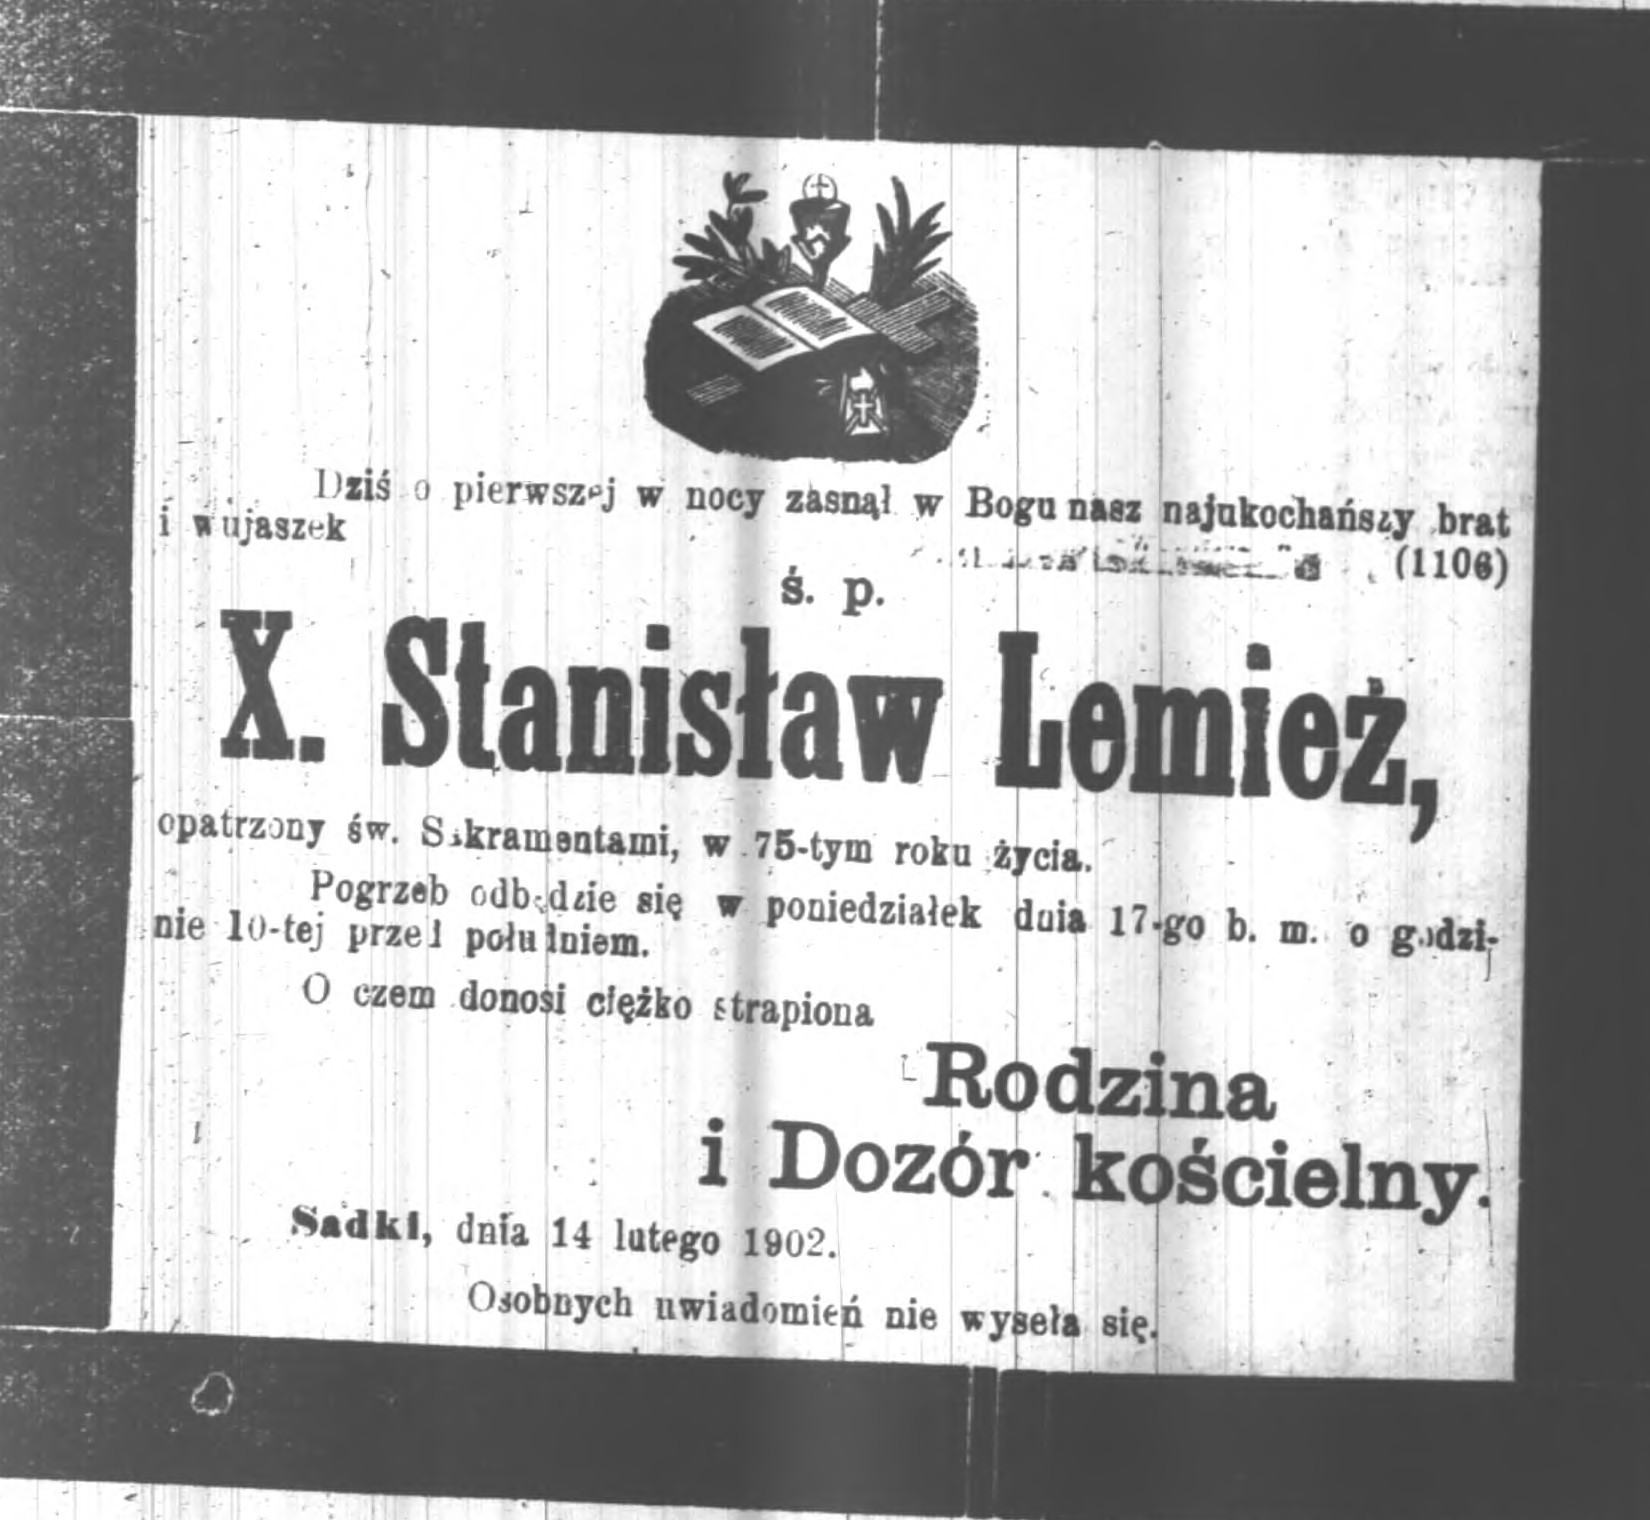 Dziś o pierwszej w nocy zasnął w Bogu nasz najukochańszy brat
i wujaszek (1106)
ś. p.
X. Stanisław Lemież,
opatrzony św. Sakramentami, w 75-tym roku życia.
Pogrzeb odbędzie się w poniedziałek dnia 17-go b. m. o godzi-
nie 10-tej przed południem.
O czem donosi ciężko strapiona
Rodzina
i Dozór kościelny.
Sadki, dnia 14 lutego 1902.
Osobnych uwiadomień nie wyseła się.